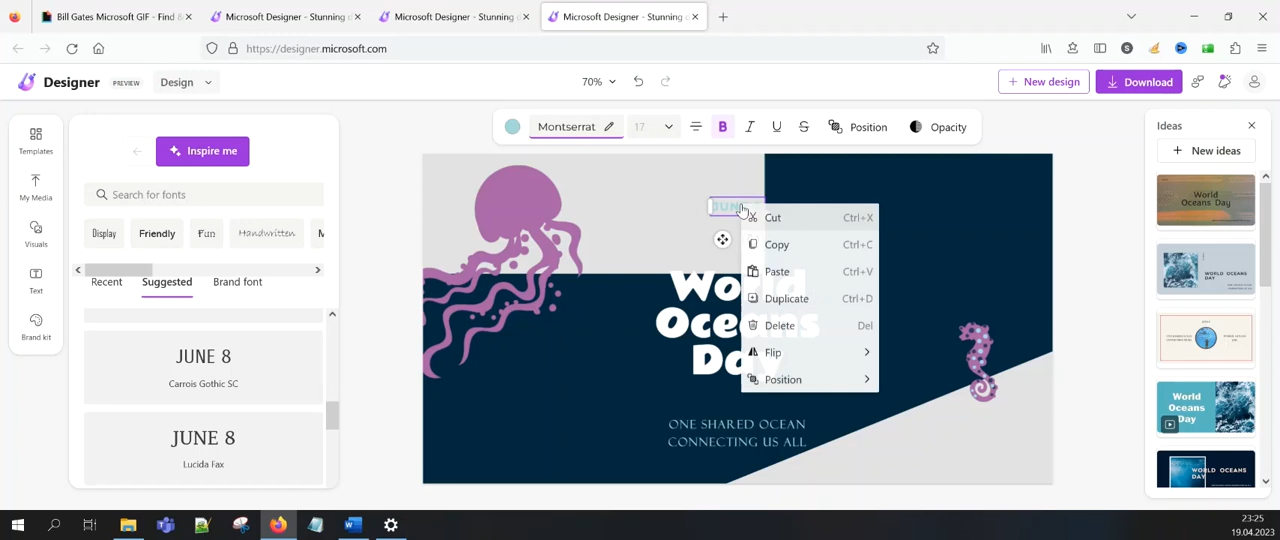 Bill Gates Microsoft GIF - Find &
Microsoft Designer - Stunning d
Microsoft Designer - Stunning d
Microsoft Designer - Stunning d
https://designer.microsoft.com
Designer PREVIEW Design
70%
New design
Download
Templates
My Media
Visuals
Text
Brand kit
Inspire me
Search for fonts
Display Friendly Fun Handwritten
Recent Suggested Brand font
JUNE 8
Carrois Gothic SC
JUNE 8
Lucida Fax
Montserrat 17 B I U S Position Opacity
JUN
Cut Ctrl+X
Copy Ctrl+C
Paste Ctrl+V
Duplicate Ctrl+D
Delete Del
Flip
Position
World
Oceans
Day
ONE SHARED OCEAN
CONNECTING US ALL
Ideas
New ideas
World
Oceans Day
WORLD OCEANS
DAY
World
Oceans
Day
WORLD OCEANS
DAY
23:25
19.04.2023